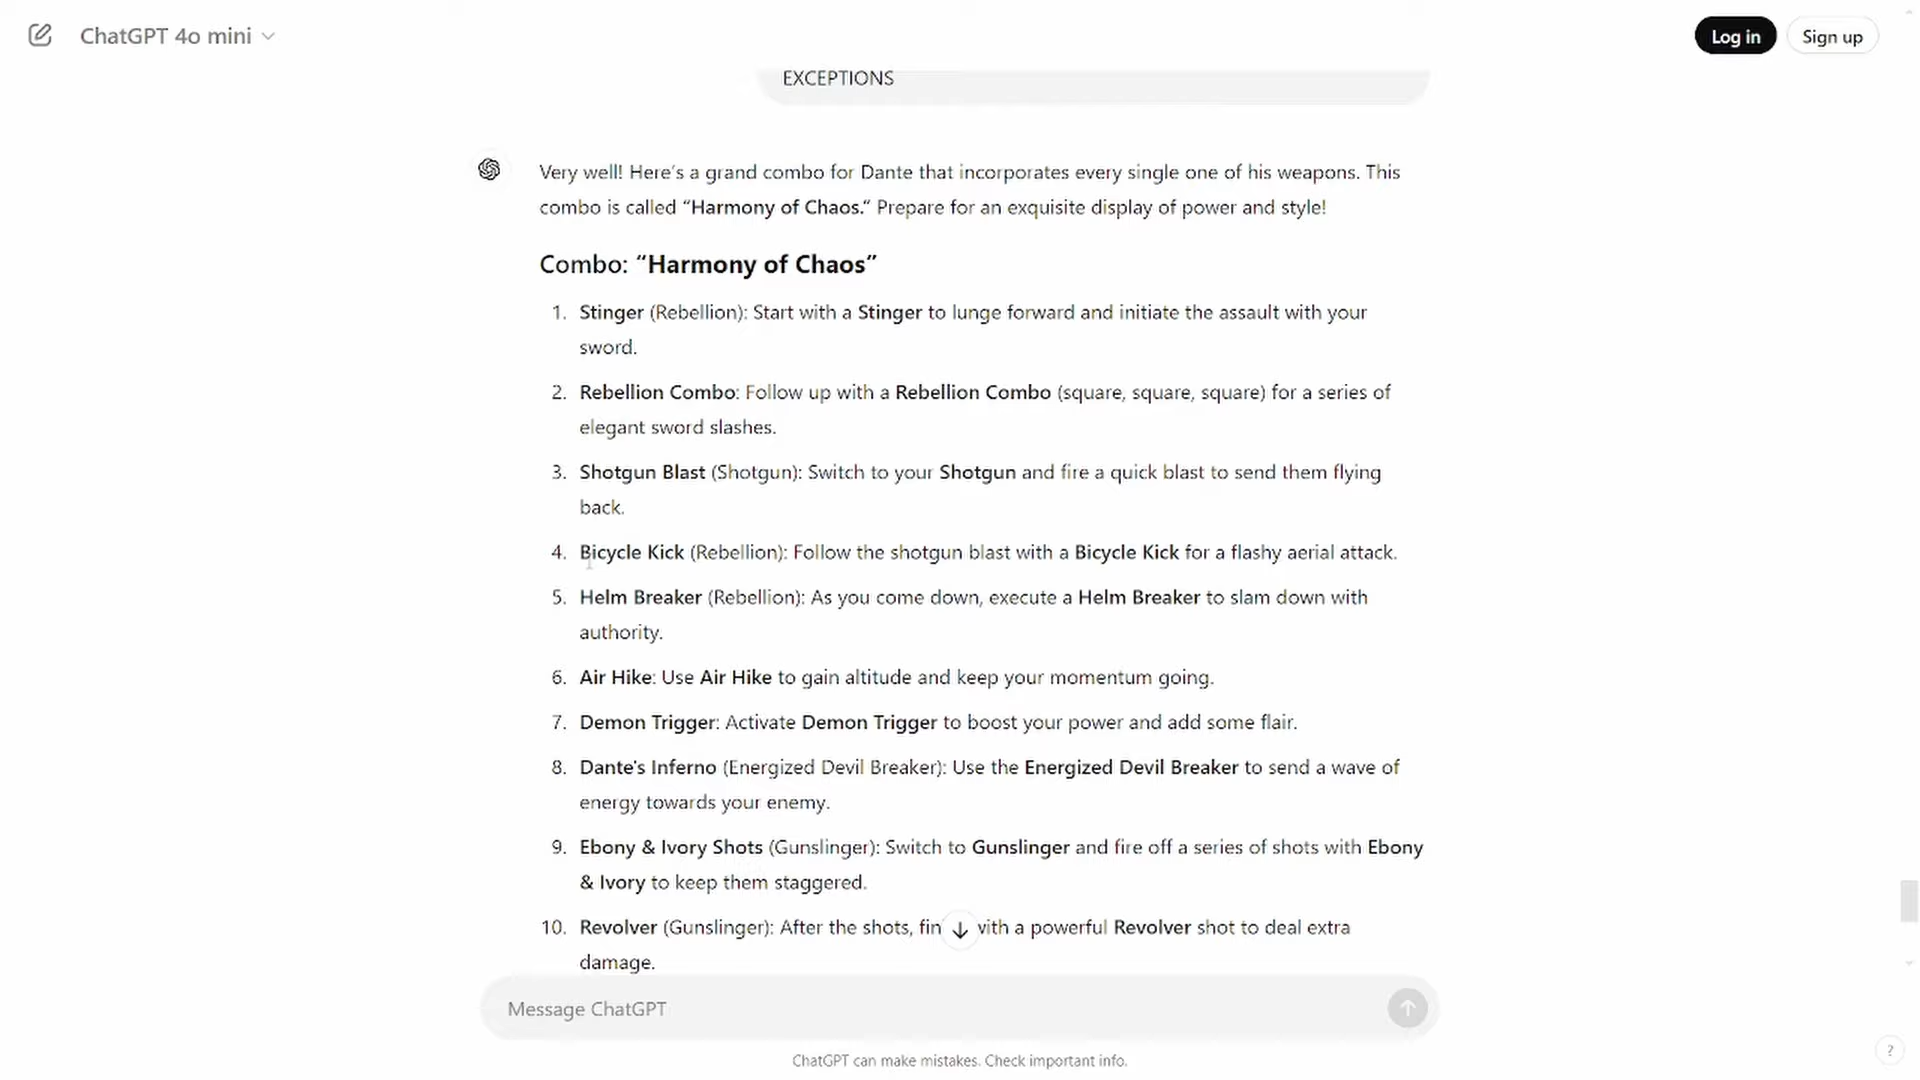 ChatGPT 4o mini
Log in
Sign up
EXCEPTIONS
Very well! Here's a grand combo for Dante that incorporates every single one of his weapons. This
combo is called “Harmony of Chaos.” Prepare for an exquisite display of power and style!
Combo: “Harmony of Chaos”
1. Stinger (Rebellion): Start with a Stinger to lunge forward and initiate the assault with your
sword.
2. Rebellion Combo: Follow up with a Rebellion Combo (square, square, square) for a series of
elegant sword slashes.
3. Shotgun Blast (Shotgun): Switch to your Shotgun and fire a quick blast to send them flying
back.
4. Bicycle Kick (Rebellion): Follow the shotgun blast with a Bicycle Kick for a flashy aerial attack.
5. Helm Breaker (Rebellion): As you come down, execute a Helm Breaker to slam down with
authority.
6. Air Hike: Use Air Hike to gain altitude and keep your momentum going.
7. Demon Trigger: Activate Demon Trigger to boost your power and add some flair.
8. Dante's Inferno (Energized Devil Breaker): Use the Energized Devil Breaker to send a wave of
energy towards your enemy.
9. Ebony & Ivory Shots (Gunslinger): Switch to Gunslinger and fire off a series of shots with Ebony
& Ivory to keep them staggered.
10. Revolver (Gunslinger): After the shots, with a powerful Revolver shot to deal extra
damage.
Message ChatGPT
ChatGPT can make mistakes. Check important info.
?